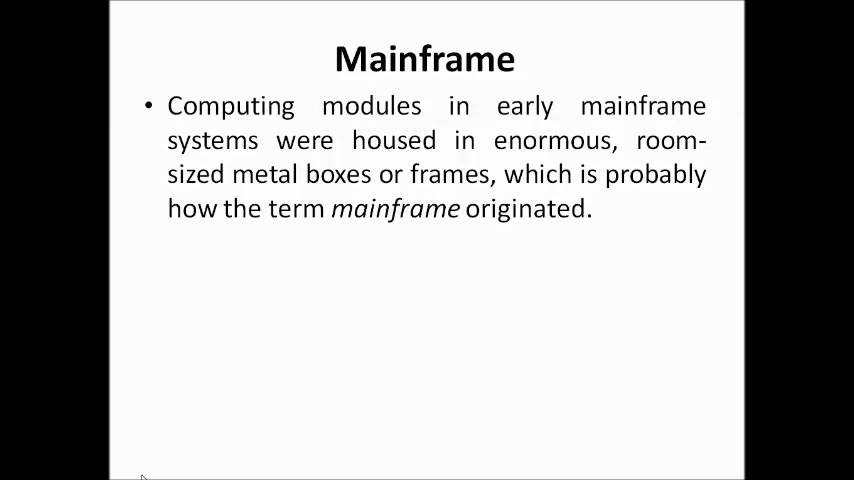 Mainframe
• Computing modules in early mainframe
systems were housed in enormous, room-
sized metal boxes or frames, which is probably
how the term mainframe originated.